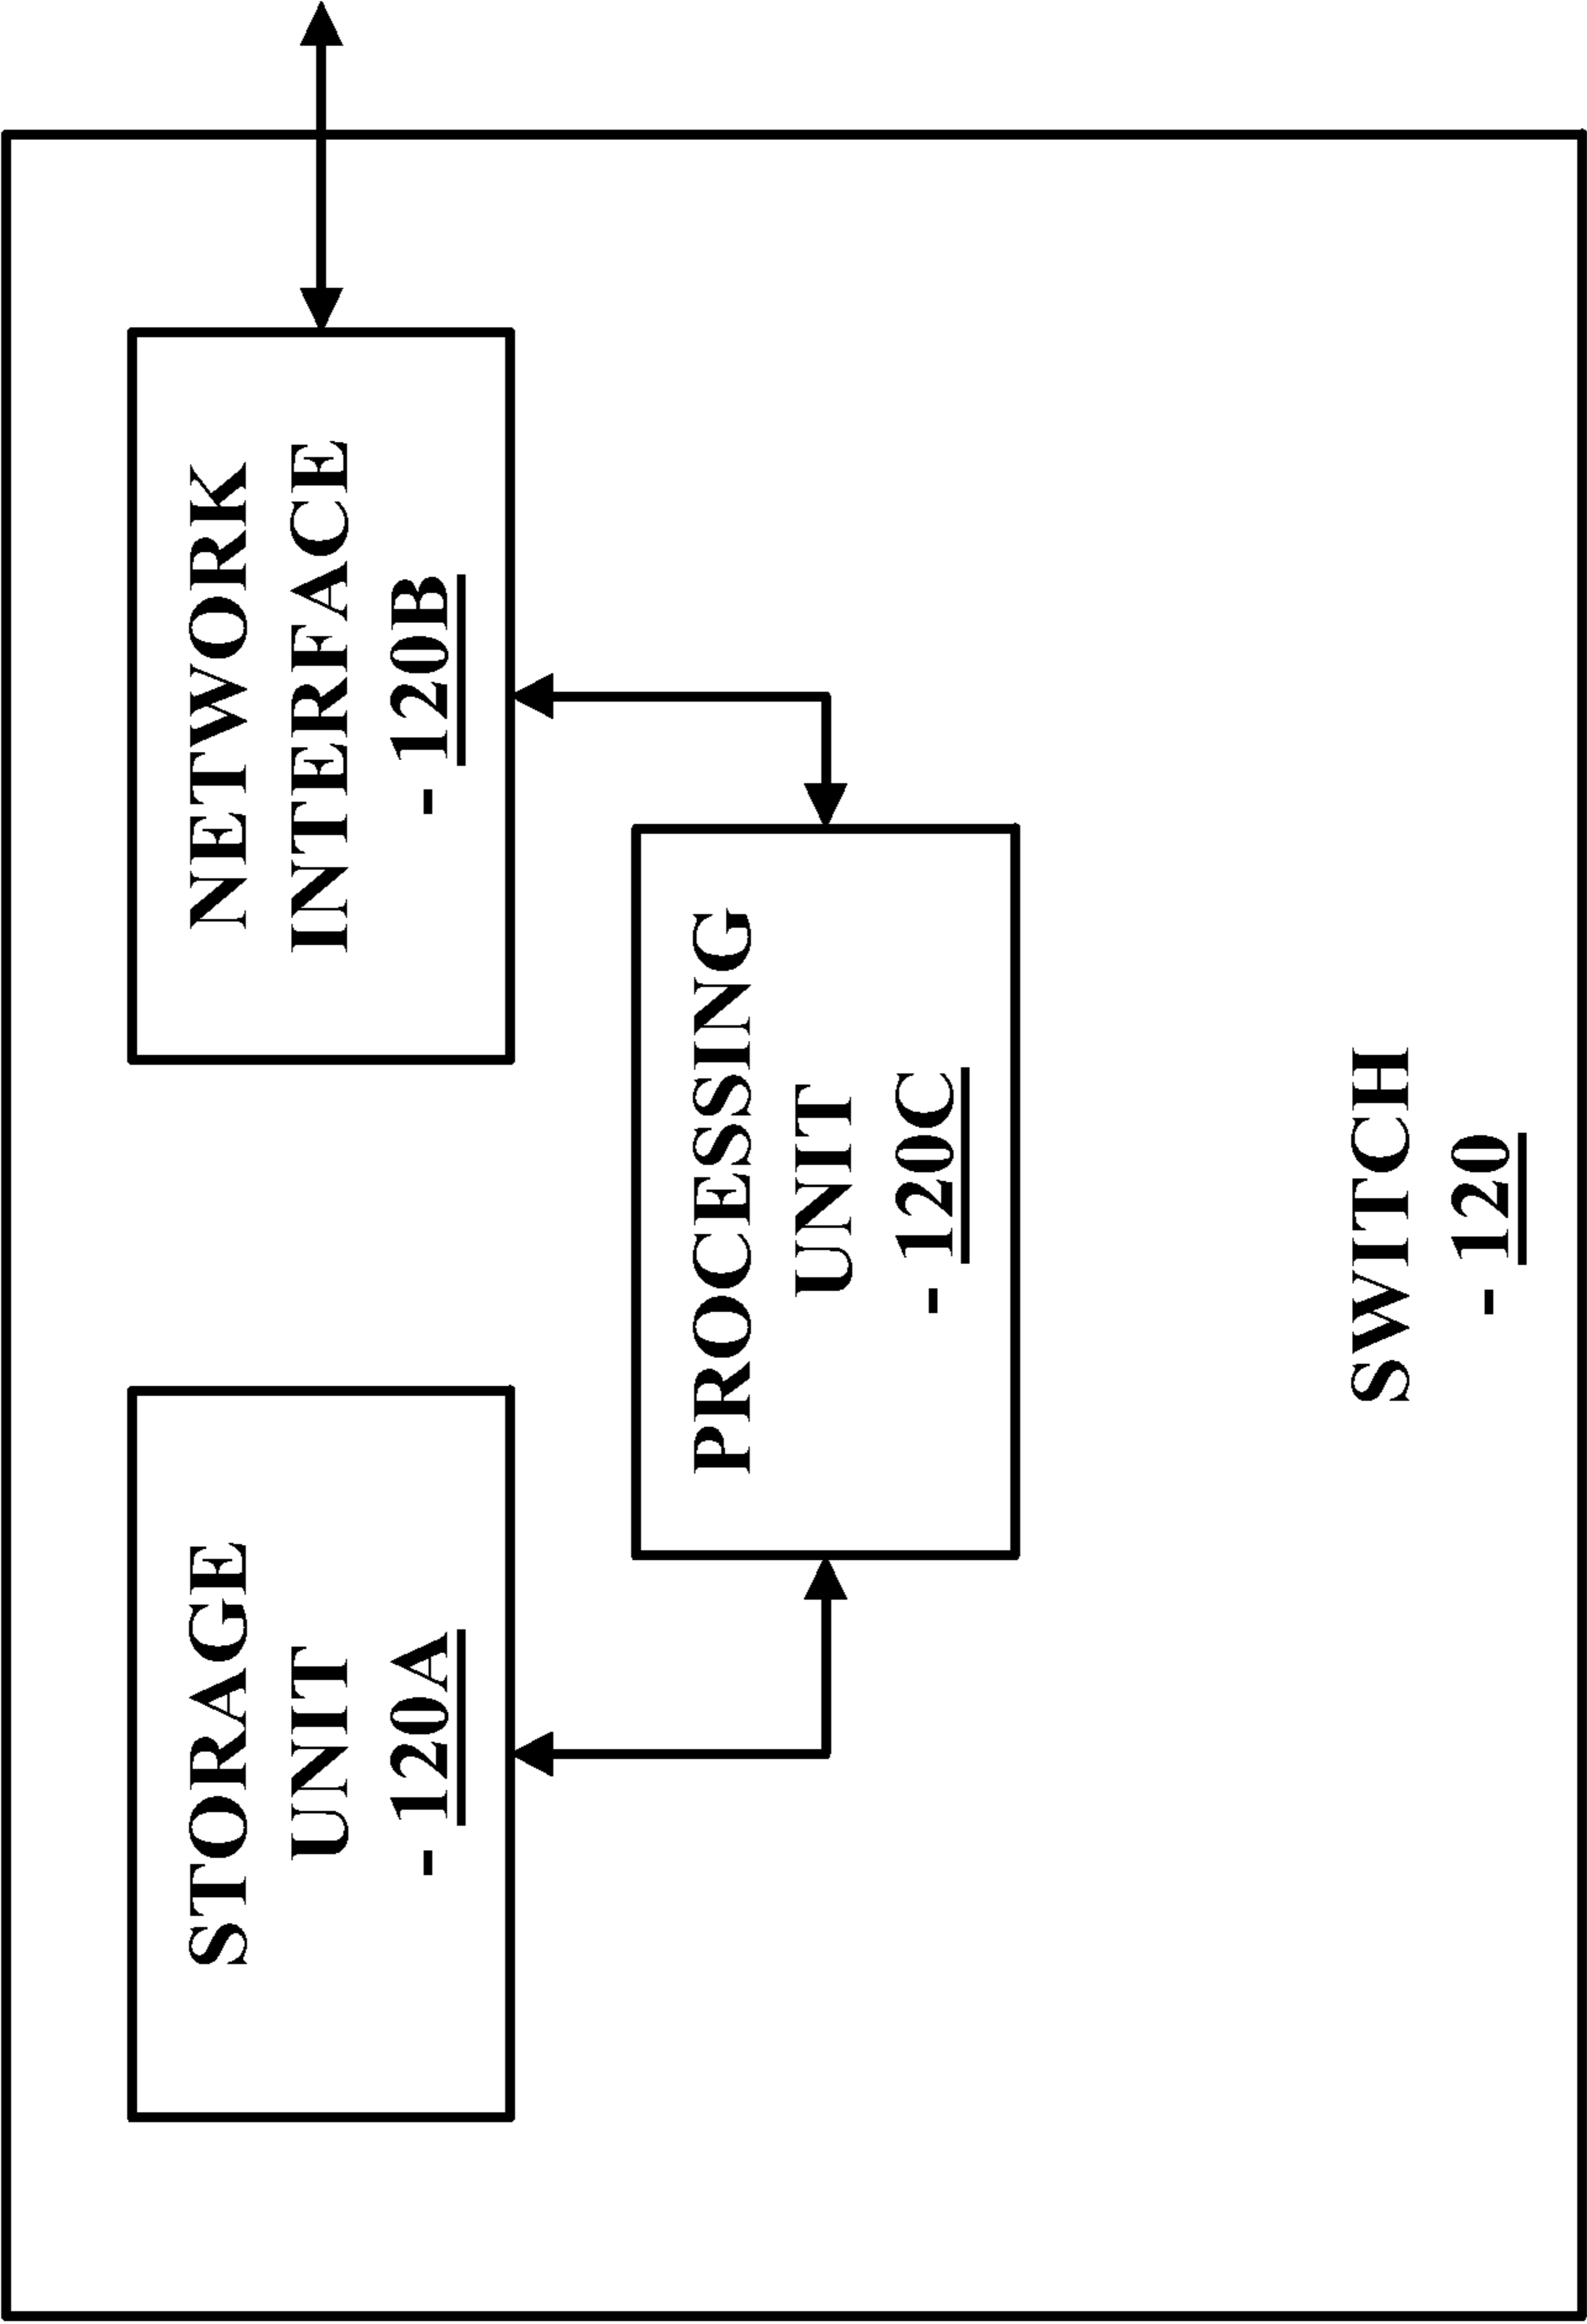 STORAGE
UNIT
- 120A
NETWORK
INTERFACE
- 120B
PROCESSING
UNIT
- 120C
SWITCH
- 120